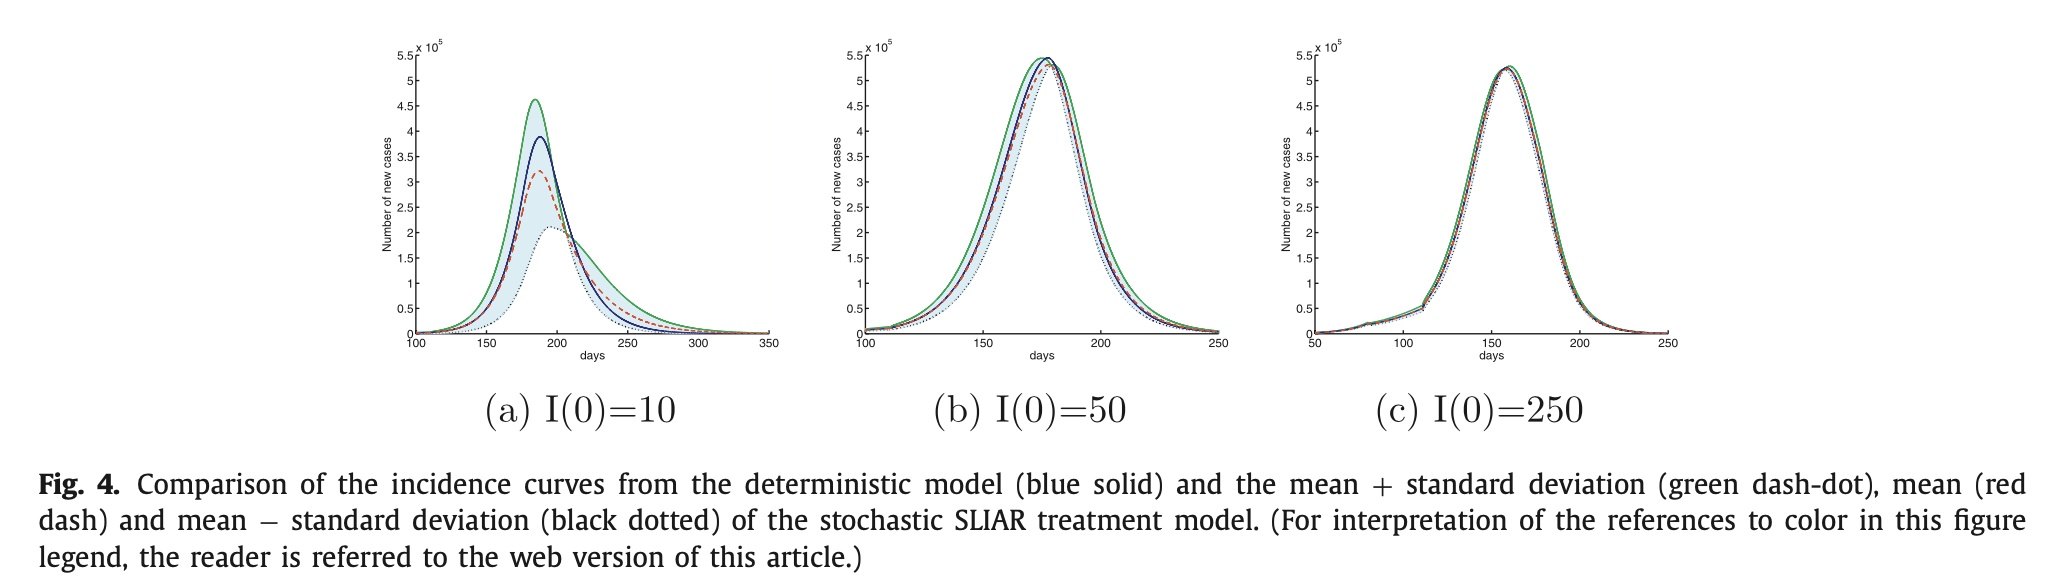 x 10^5
5.5
5
4.5
4
3.5
3
2.5
2
1.5
1
0.5
0
Number of new cases
100 150 200 250 300 350
days
(a) I(0)=10
x 10^5
5.5
5
4.5
4
3.5
3
2.5
2
1.5
1
0.5
0
Number of new cases
100 150 200 250
days
(b) I(0)=50
x 10^5
5.5
5
4.5
4
3.5
3
2.5
2
1.5
1
0.5
0
Number of new cases
50 100 150 200 250
days
(c) I(0)=250
Fig. 4. Comparison of the incidence curves from the deterministic model (blue solid) and the mean + standard deviation (green dash-dot), mean (red
dash) and mean − standard deviation (black dotted) of the stochastic SLIAR treatment model. (For interpretation of the references to color in this figure
legend, the reader is referred to the web version of this article.)